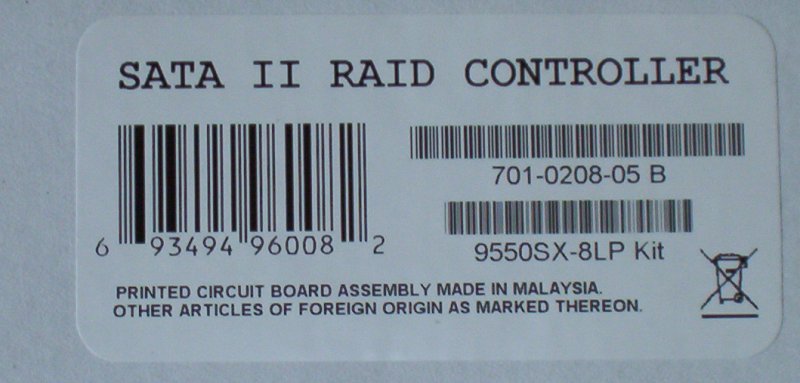 SATA II RAID CONTROLLER
701-0208-05 B
6 93494 96008 2
9550SX-8LP Kit
PRINTED CIRCUIT BOARD ASSEMBLY MADE IN MALAYSIA.
OTHER ARTICLES OF FOREIGN ORIGIN AS MARKED THEREON.